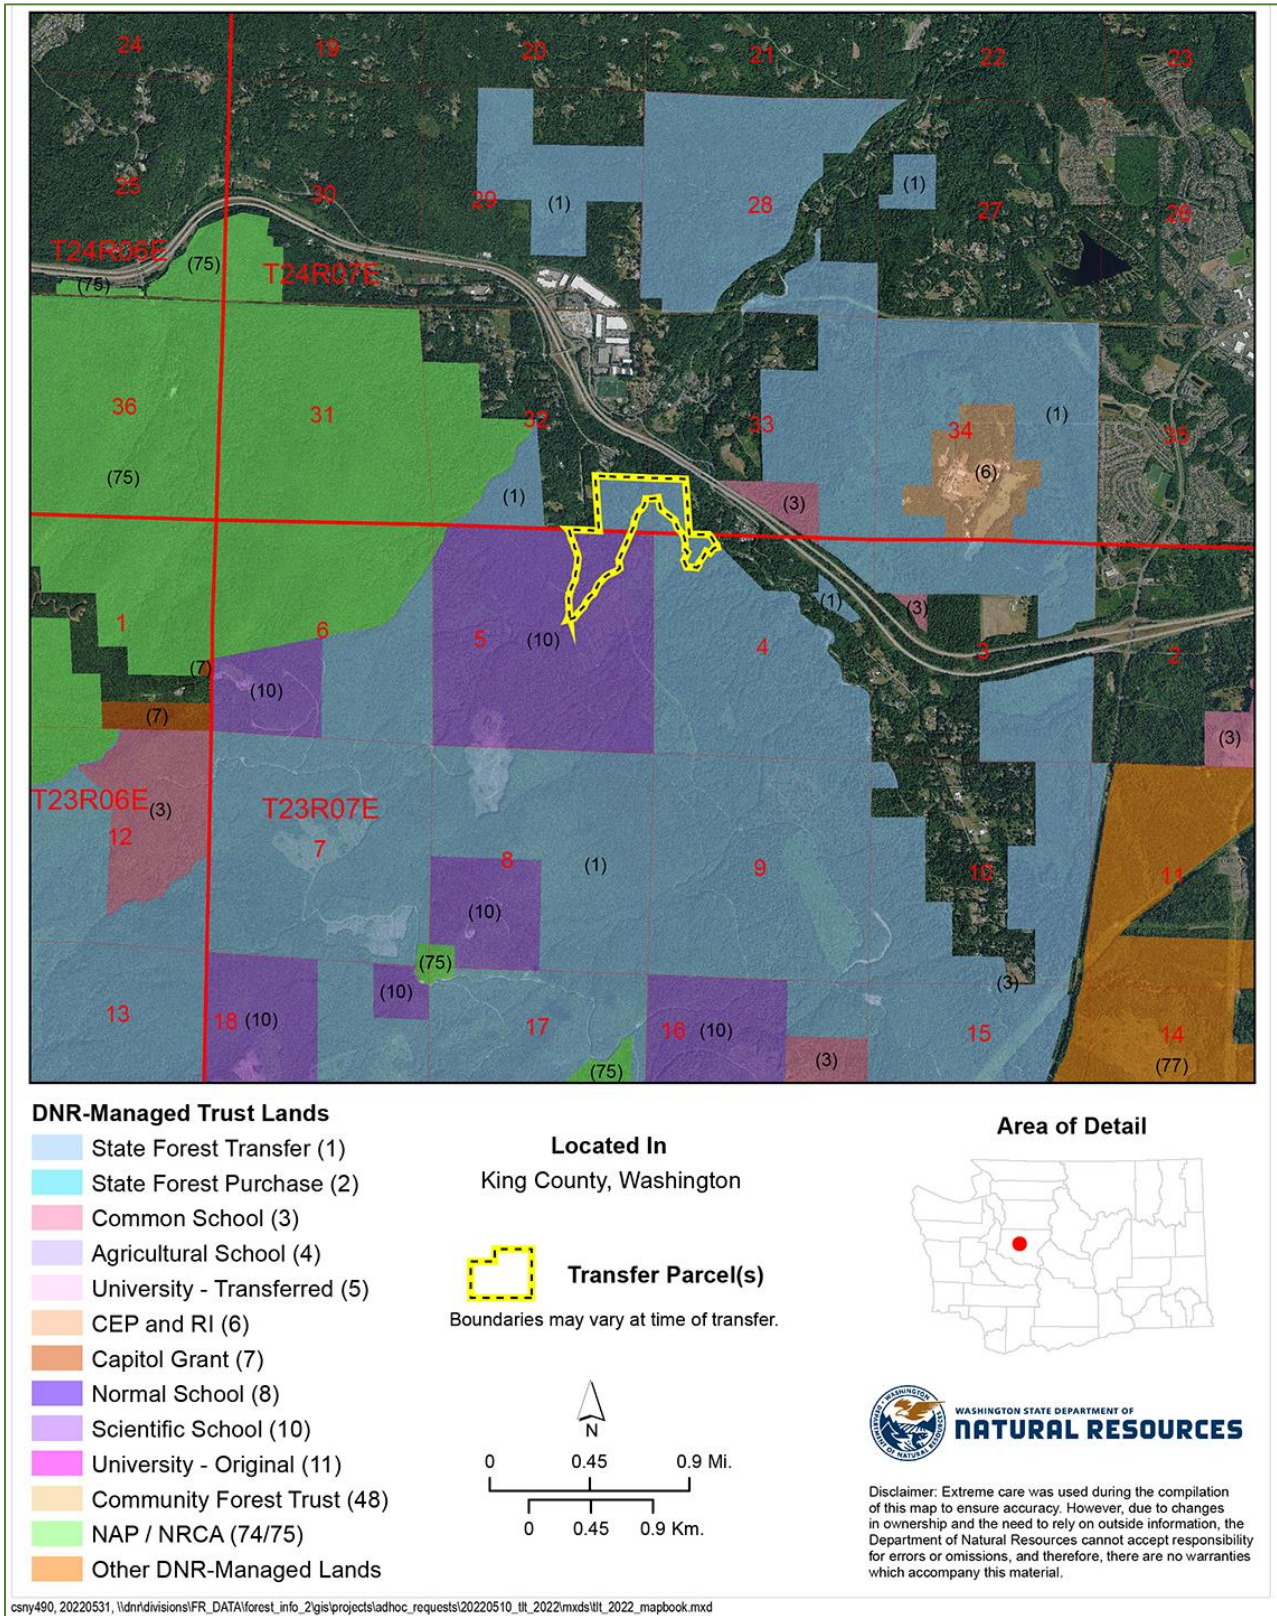 24
19
20
21
22
23
25
30
29
(1)
28
(1)
27
26
T24R06E
(75)
T24R07E
(75)
36
31
32
33
34
(1)
35
(75)
(1)
(6)
(3)
1
6
5
(10)
4
(1)
(3)
3
2
(7)
(10)
(7)
(3)
T23R06E
(3)
T23R07E
12
7
8
(1)
9
10
11
(10)
(75)
(10)
(3)
13
18
(10)
17
16
(10)
15
14
(75)
(3)
(77)
DNR-Managed Trust Lands
State Forest Transfer (1)
State Forest Purchase (2)
Common School (3)
Agricultural School (4)
University - Transferred (5)
CEP and RI (6)
Capitol Grant (7)
Normal School (8)
Scientific School (10)
University - Original (11)
Community Forest Trust (48)
NAP / NRCA (74/75)
Other DNR-Managed Lands
Located In
King County, Washington
Transfer Parcel(s)
Boundaries may vary at time of transfer.
N
0 0.45 0.9 Mi.
0 0.45 0.9 Km.
Area of Detail
WASHINGTON
DEPARTMENT OF NATURAL RESOURCES
WASHINGTON STATE DEPARTMENT OF
NATURAL RESOURCES
Disclaimer: Extreme care was used during the compilation
of this map to ensure accuracy. However, due to changes
in ownership and the need to rely on outside information, the
Department of Natural Resources cannot accept responsibility
for errors or omissions, and therefore, there are no warranties
which accompany this material.
csny490, 20220531, \\dnr\divisions\FR_DATA\forest_info_2\gis\projects\adhoc_requests\20220510_tlt_2022\mxds\tlt_2022_mapbook.mxd